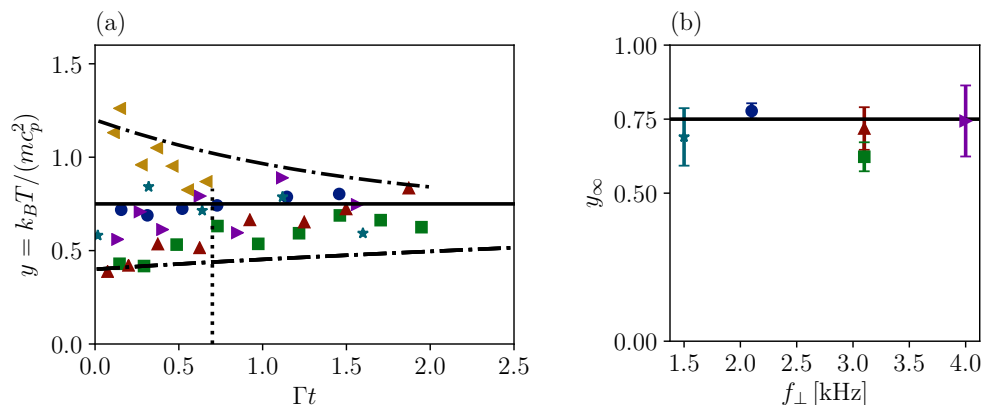 (a)
1.5
1.0
0.5
0.0
y = k_B T/(mc_p^2)
0.0 0.5 1.0 1.5 2.0 2.5
Γt
(b)
1.00
0.75
0.50
0.00
y_∞
1.5 2.0 2.5 3.0 3.5 4.0
f_⊥ [kHz]